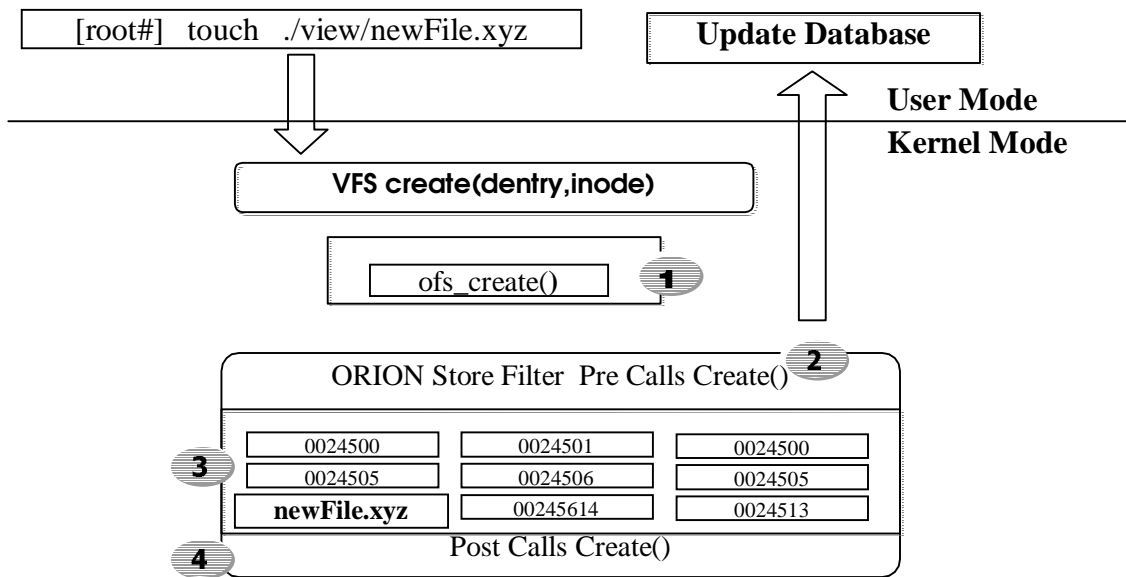 [root#] touch ./view/newFile.xyz
Update Database
User Mode
Kernel Mode
VFS create(dentry,inode)
ofs_create()
1
2
ORION Store Filter Pre Calls Create()
0024500 0024501 0024500
3
0024505 0024506 0024505
newFile.xyz 00245614 0024513
4
Post Calls Create()